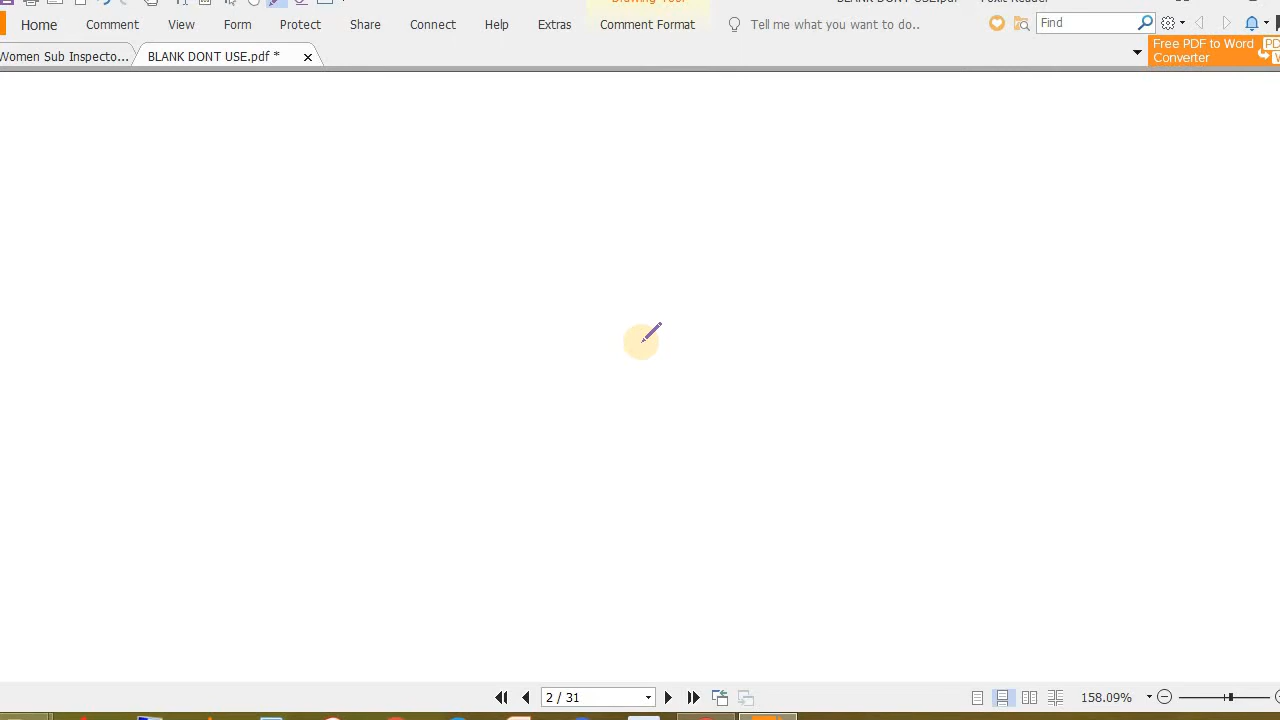 Home Comment View Form Protect Share Connect Help Extras Comment Format Tell me what you want to do.. Find
Women Sub Inspecto... BLANK DONT USE.pdf * Free PDF to Word
Converter
2 / 31 158.09%